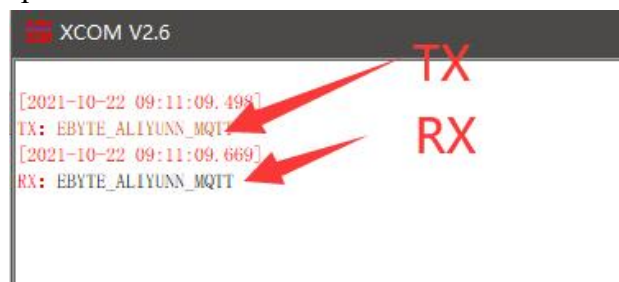 XCOM V2.6
TX
[2021-10-22 09:11:09.498]
TX: EBYTE_ALIYUNN_MQTT
[2021-10-22 09:11:09.669]
RX
RX: EBYTE_ALIYUNN_MQTT